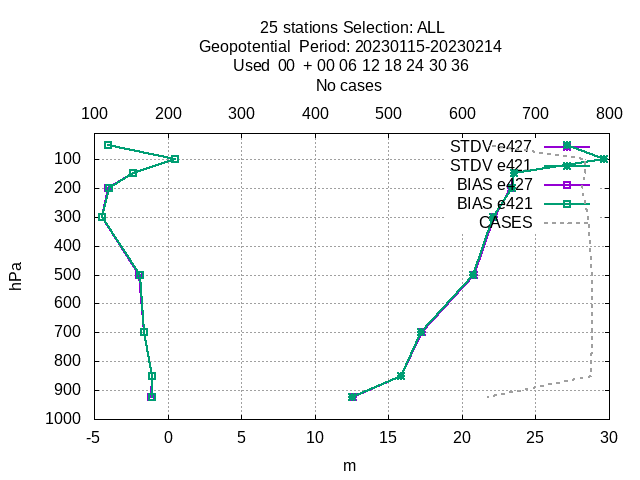 25 stations Selection: ALL
Geopotential  Period: 20230115-20230214
Used  00  + 00 06 12 18 24 30 36
No cases
100 200 300 400 500 600 700 800
STDV e427
STDV e421
BIAS e427
BIAS e421
CASES
100
200
300
400
500
600
700
800
900
1000
hPa
-5 0 5 10 15 20 25 30
m